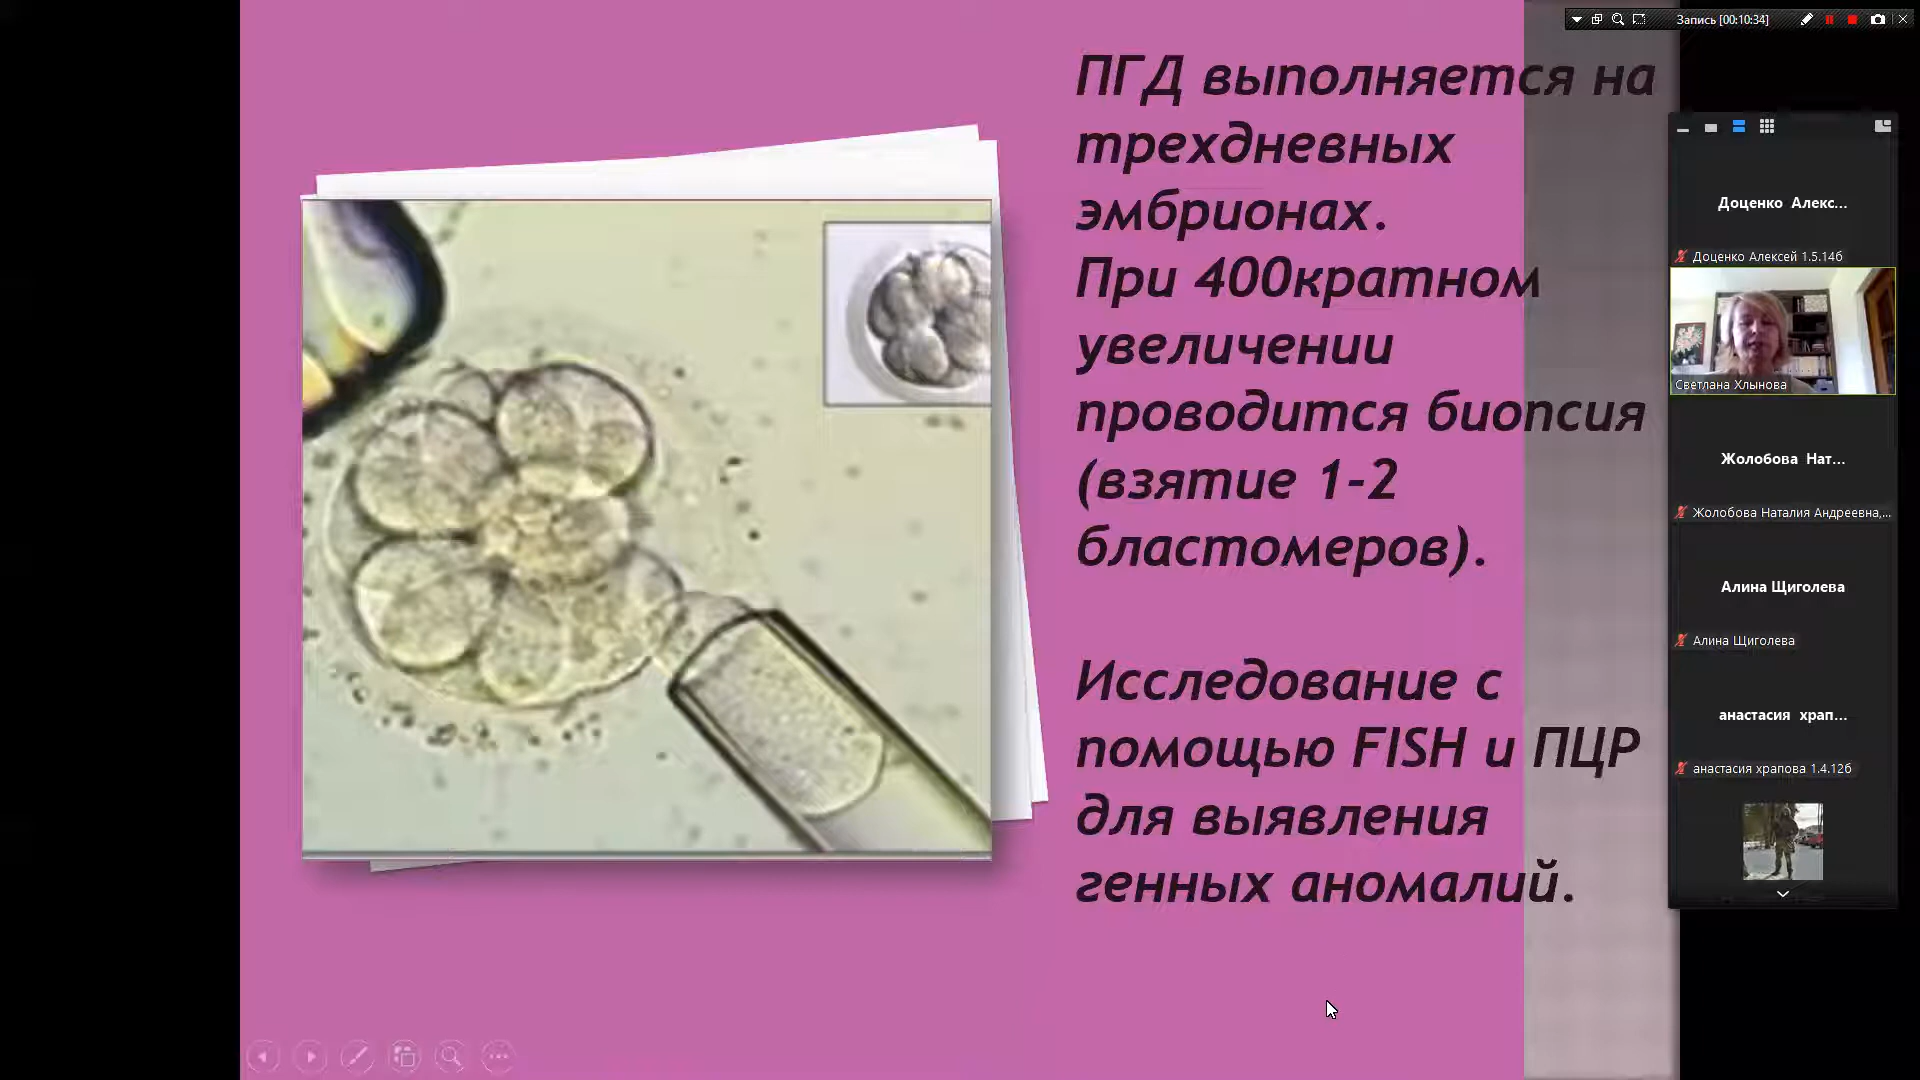 Запись [00:10:34]
ПГД выполняется на
трехдневных
эмбрионах.
При 400кратном
увеличении
проводится биопсия
(взятие 1-2
бластомеров).
Исследование с
помощью FISH и ПЦР
для выявления
генных аномалий.
Доценко Алекс...
Доценко Алексей 1.5.14б
Светлана Хлынова
Жолобова Нат...
Жолобова Наталия Андреевна,...
Алина Щиголева
Алина Щиголева
анастасия храп...
анастасия храпова 1.4.12б